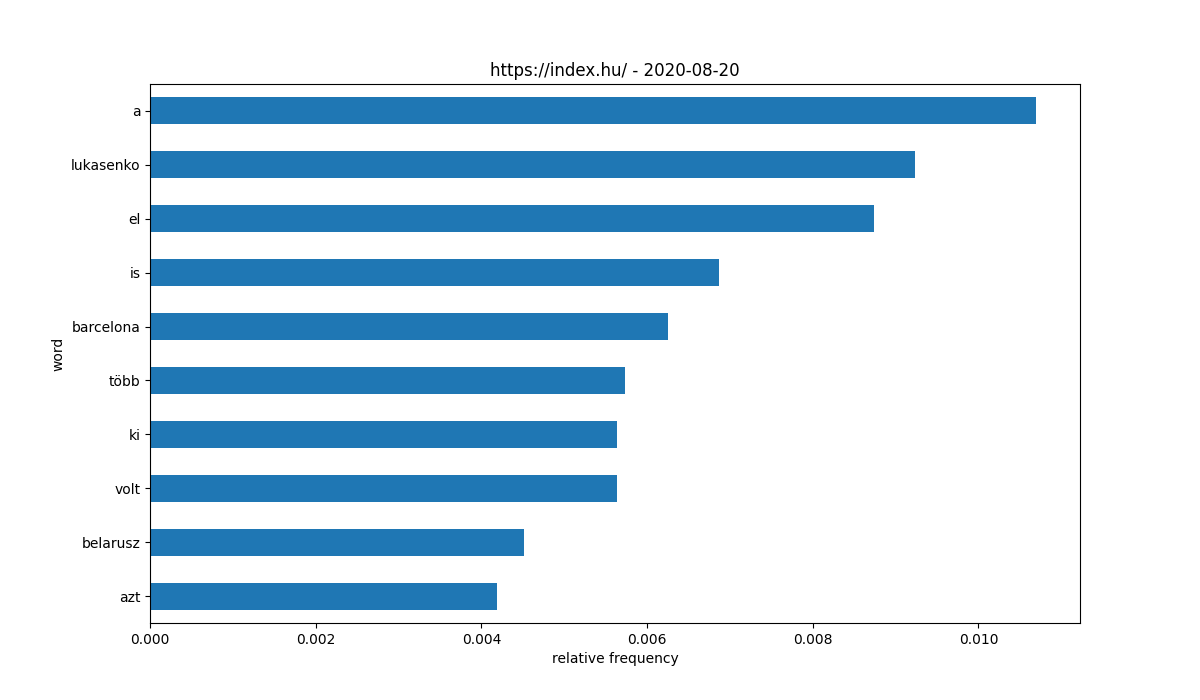 https://index.hu/ - 2020-08-20
a
lukasenko
el
is
barcelona
több
ki
volt
belarusz
azt
word
0.000 0.002 0.004 0.006 0.008 0.010
relative frequency